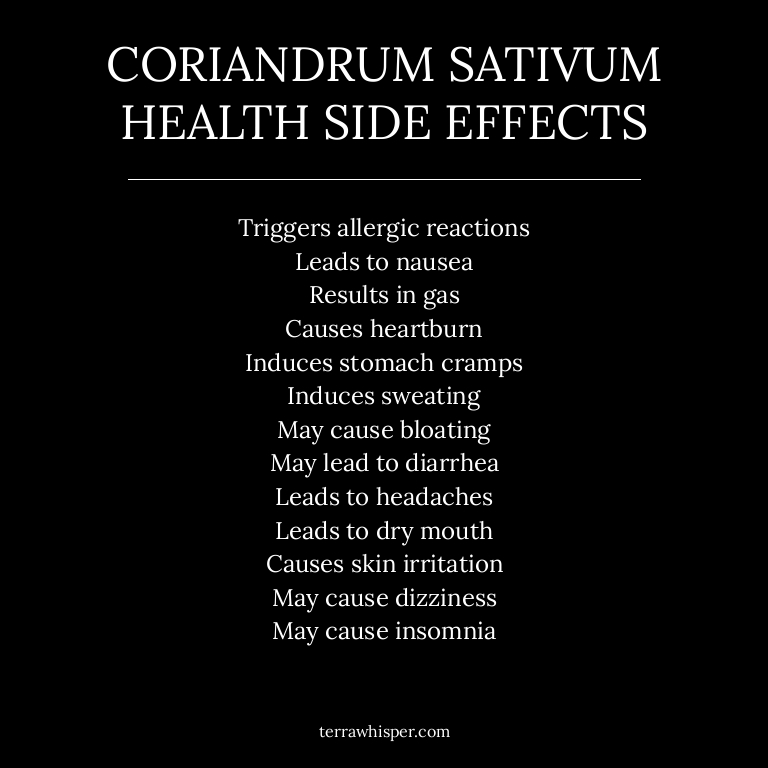 CORIANDRUM SATIVUM
HEALTH SIDE EFFECTS
Triggers allergic reactions
Leads to nausea
Results in gas
Causes heartburn
Induces stomach cramps
Induces sweating
May cause bloating
May lead to diarrhea
Leads to headaches
Leads to dry mouth
Causes skin irritation
May cause dizziness
May cause insomnia
terrawhisper.com